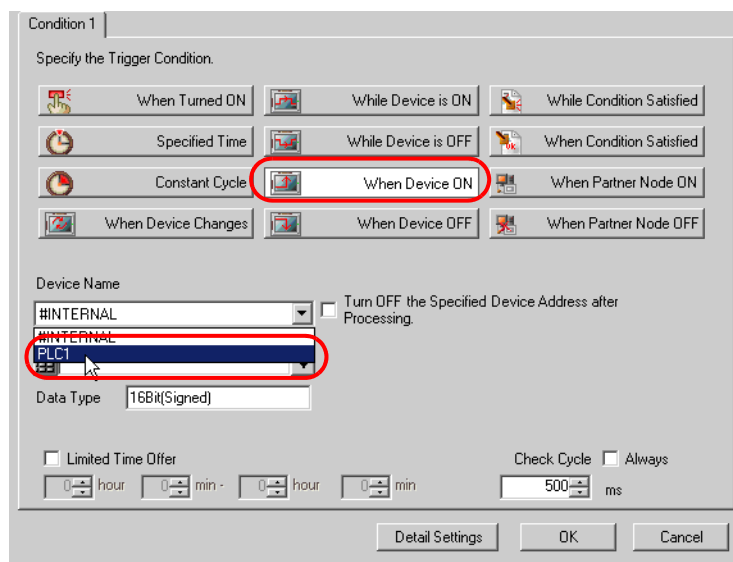 Condition 1
Specify the Trigger Condition.
When Turned ON
While Device is ON
While Condition Satisfied
Specified Time
While Device is OFF
When Condition Satisfied
Constant Cycle
When Device ON
When Partner Node ON
When Device Changes
When Device OFF
When Partner Node OFF
Device Name
#INTERNAL
Turn OFF the Specified Device Address after
Processing.
#INTERNAL
PLC1
Data Type 16Bit(Signed)
Limited Time Offer
Check Cycle Always
0 hour 0 min - 0 hour 0 min
500 ms
Detail Settings OK Cancel